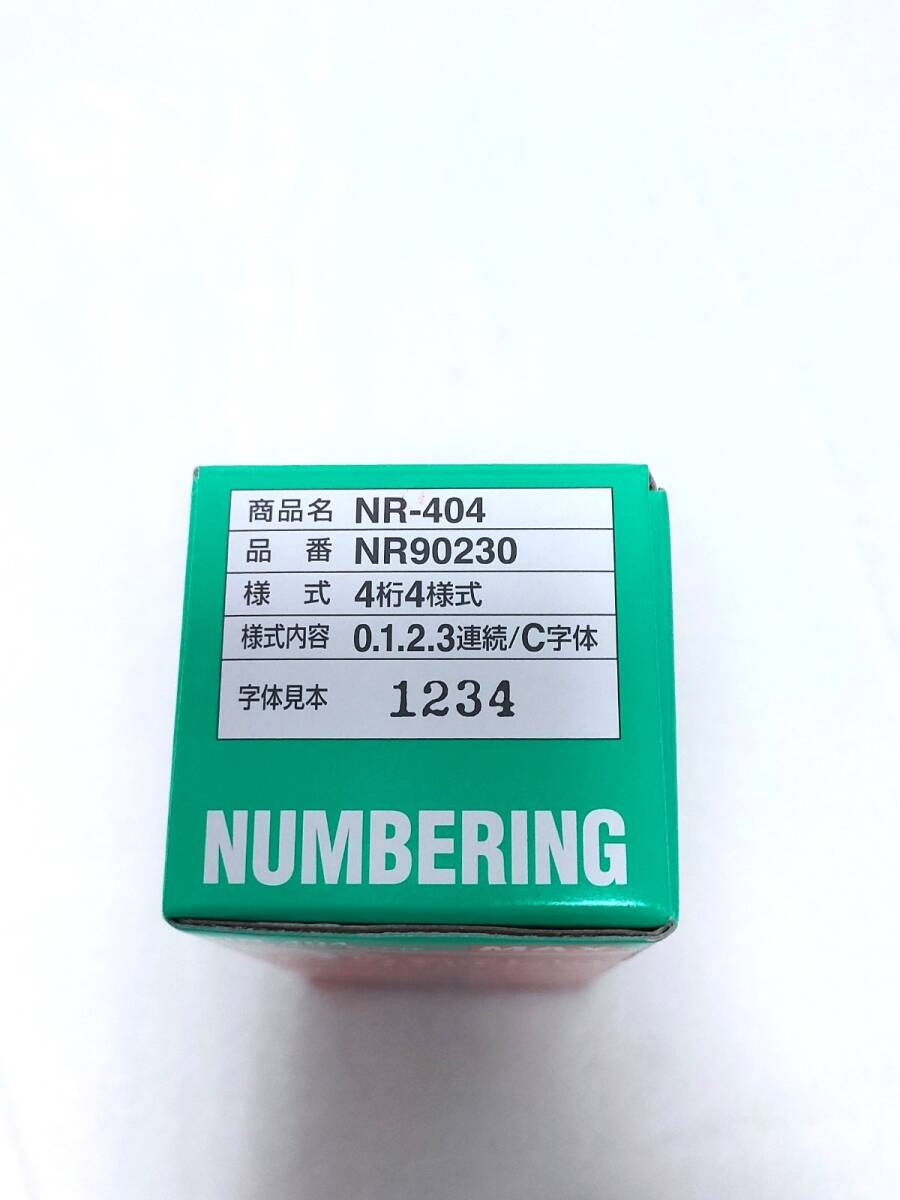 商品名 NR-404
品番 NR90230
様式 4桁4様式
様式内容 0.1.2.3連続/C字体
字体見本 1234
NUMBERING